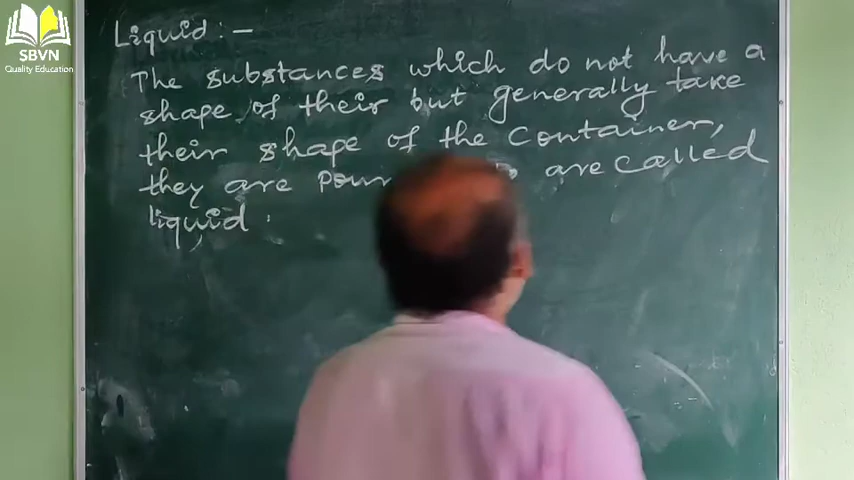 SBVN
Quality Education
Liquid :-
The substances which do not have a
shape of their but generally take
their shape of the container,
they are are called
liquid.